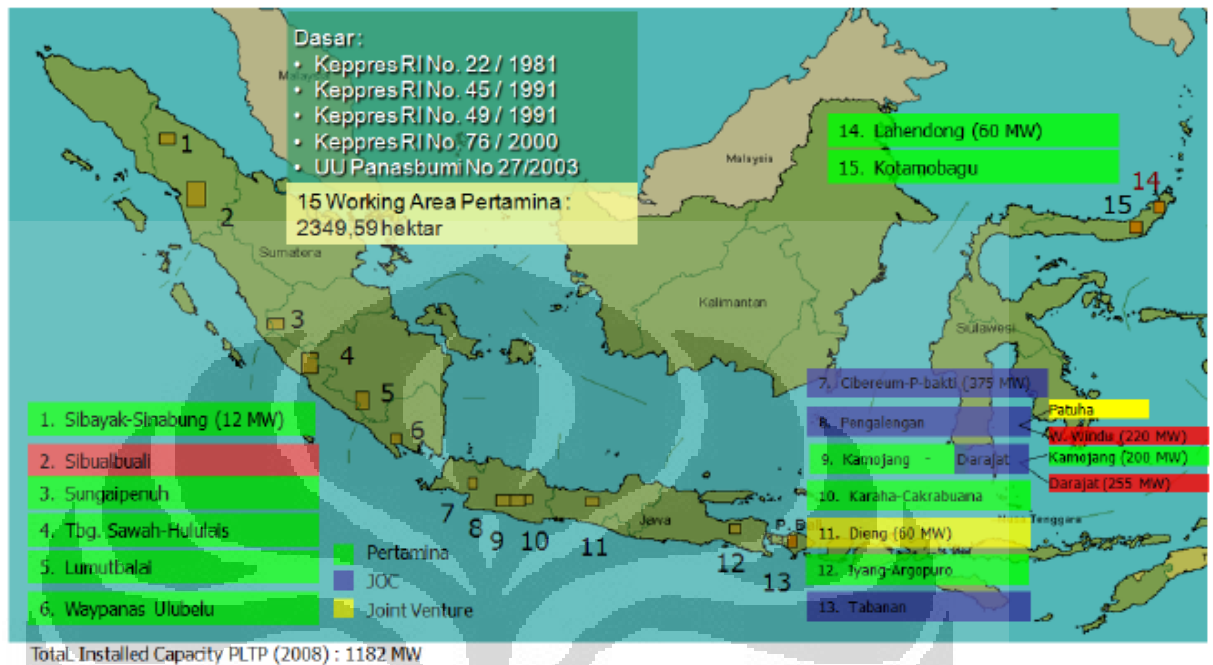 Dasar :
• Keppres RI No. 22 / 1981
• Keppres RI No. 45 / 1991
• Keppres RI No. 49 / 1991
• Keppres RI No. 76 / 2000
• UU Panasbumi No 27/2003
15 Working Area Pertamina :
2349,59 hektar
Malaysia
Sumatera
Kalimantan
Sulawesi
Jawa
1
2
3
4
5
6
7
8
9
10
11
12
13
14
15
14. Lahendong (60 MW)
15. Kotamobagu
1. Sibayak-Sinabung (12 MW)
2. Sibualbuali
3. Sungaipenuh
4. Tbg. Sawah-Hululais
5. Lumutbalai
6. Waypanas Ulubelu
Pertamina
JOC
Joint Venture
7. Cibereum-P-bakti (375 MW)
8. Pengalengan
Patuha
W. Windu (220 MW)
9. Kamojang - Darajat
Kamojang (200 MW)
Darajat (255 MW)
10. Karaha-Cakrabuana
11. Dieng (60 MW)
12. Iyang-Argopuro
13. Tabanan
Tenggara
Total Installed Capacity PLTP (2008) : 1182 MW